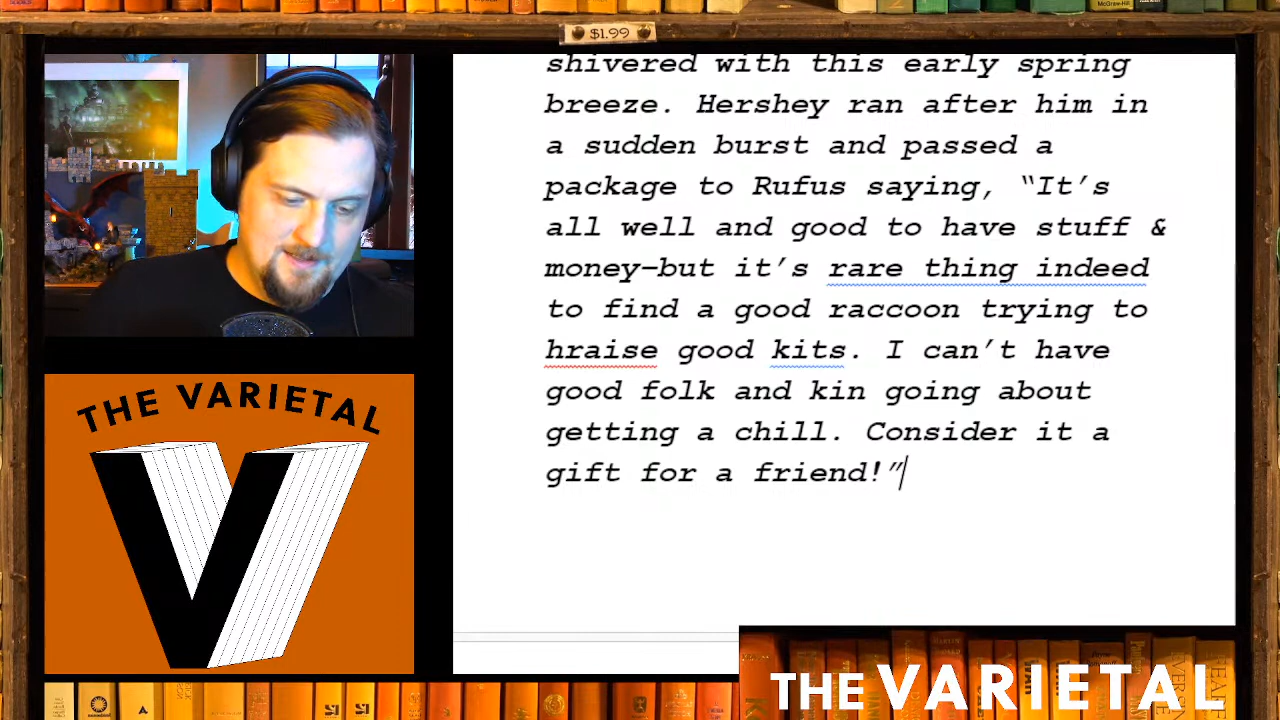 McGraw-Hill
$1.99
shivered with this early spring
breeze. Hershey ran after him in
a sudden burst and passed a
package to Rufus saying, “It’s
all well and good to have stuff &
money—but it’s rare thing indeed
to find a good raccoon trying to
hraise good kits. I can’t have
good folk and kin going about
getting a chill. Consider it a
gift for a friend!”
THE VARIETAL
V
THE VARIETAL